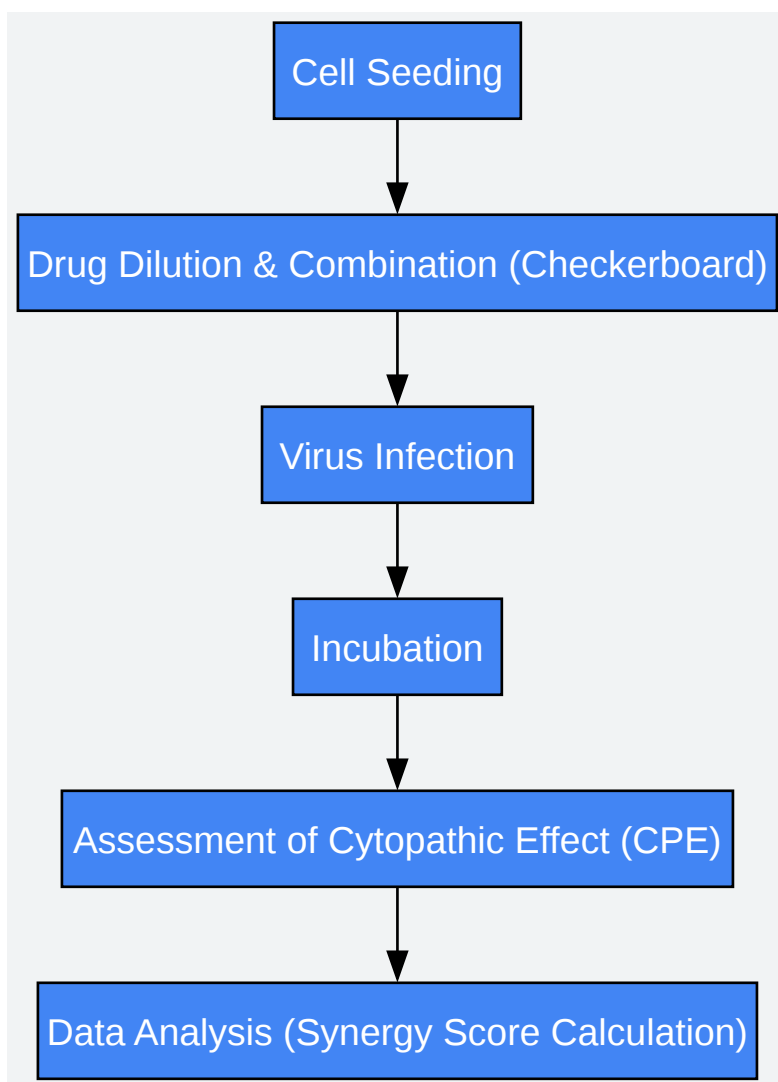 Cell Seeding
Drug Dilution & Combination (Checkerboard)
Virus Infection
Incubation
Assessment of Cytopathic Effect (CPE)
Data Analysis (Synergy Score Calculation)